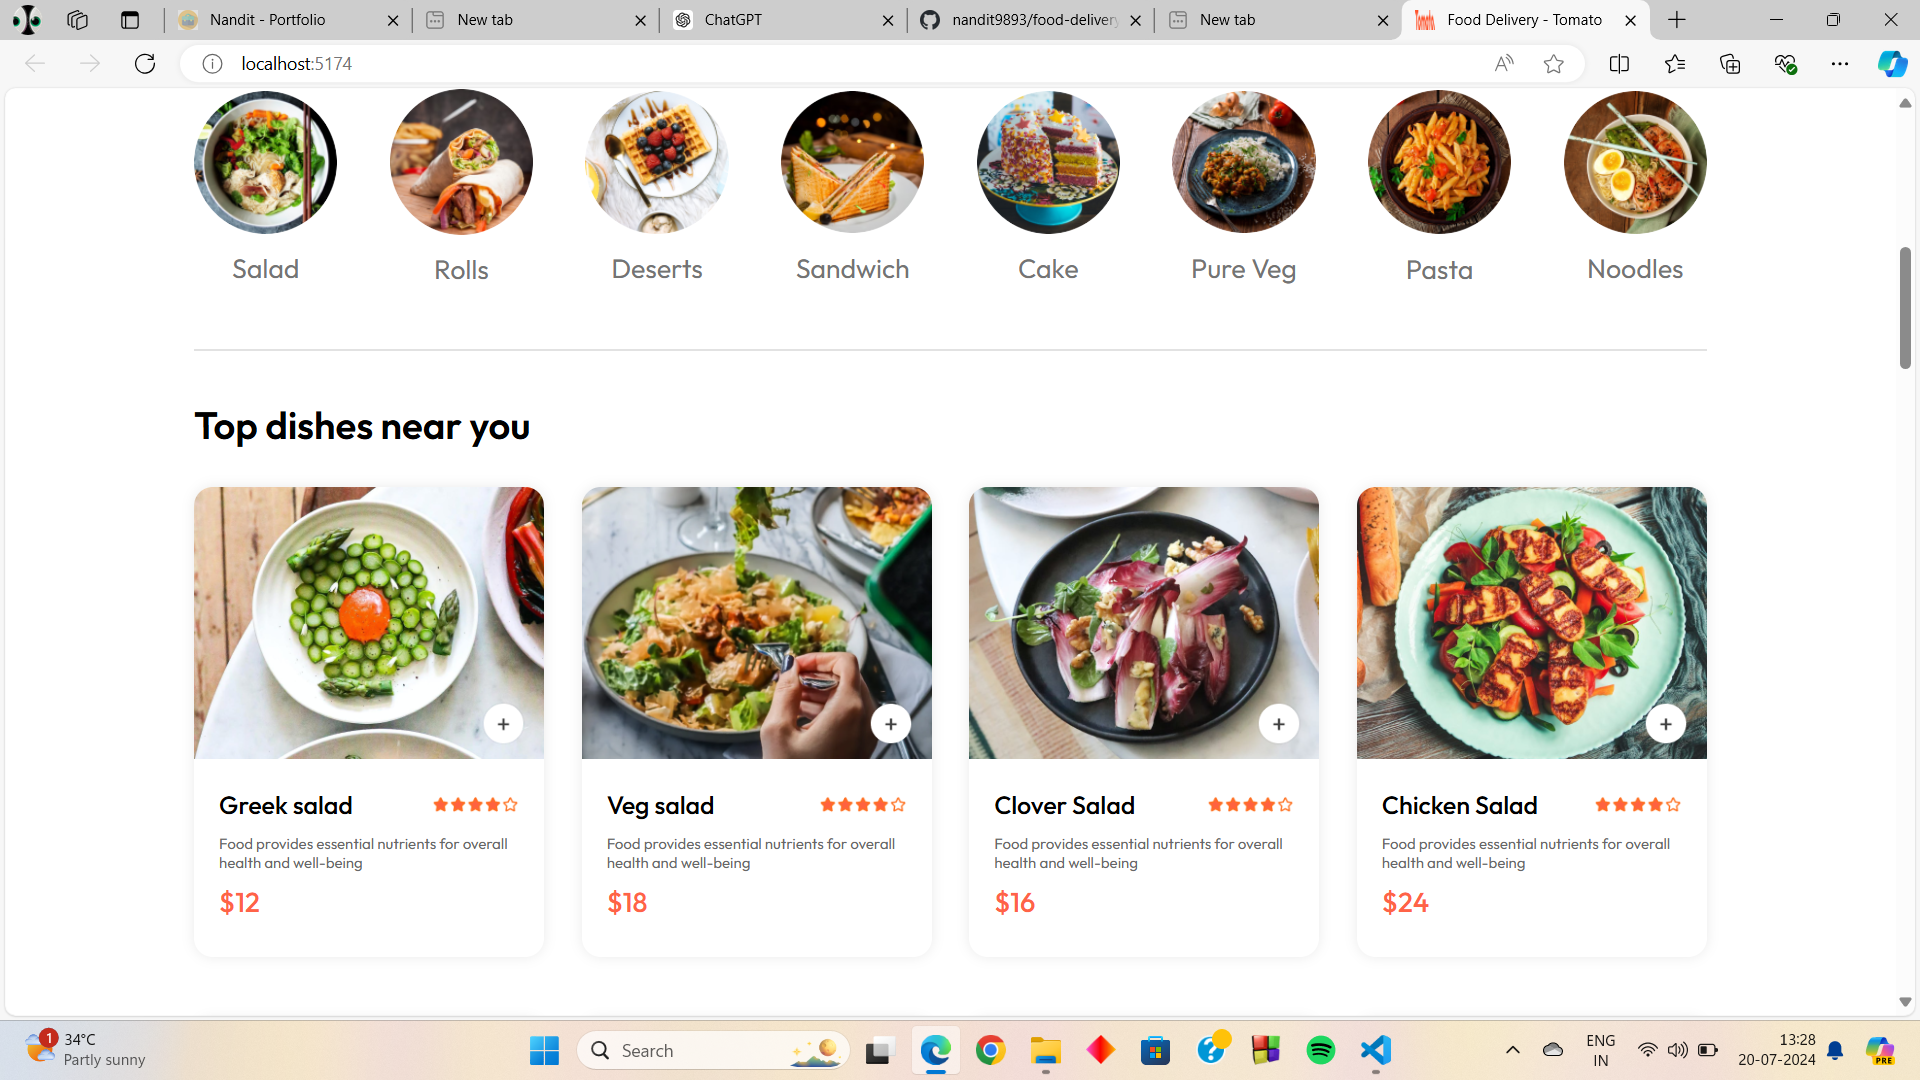 Nandit - Portfolio
New tab
ChatGPT
nandit9893/food-delivery
New tab
Food Delivery - Tomato
localhost:5174
Salad
Rolls
Deserts
Sandwich
Cake
Pure Veg
Pasta
Noodles
Top dishes near you
Greek salad
Food provides essential nutrients for overall
health and well-being
$12
Veg salad
Food provides essential nutrients for overall
health and well-being
$18
Clover Salad
Food provides essential nutrients for overall
health and well-being
$16
Chicken Salad
Food provides essential nutrients for overall
health and well-being
$24
1
34°C
Partly sunny
Search
ENG
IN
13:28
20-07-2024
PRE